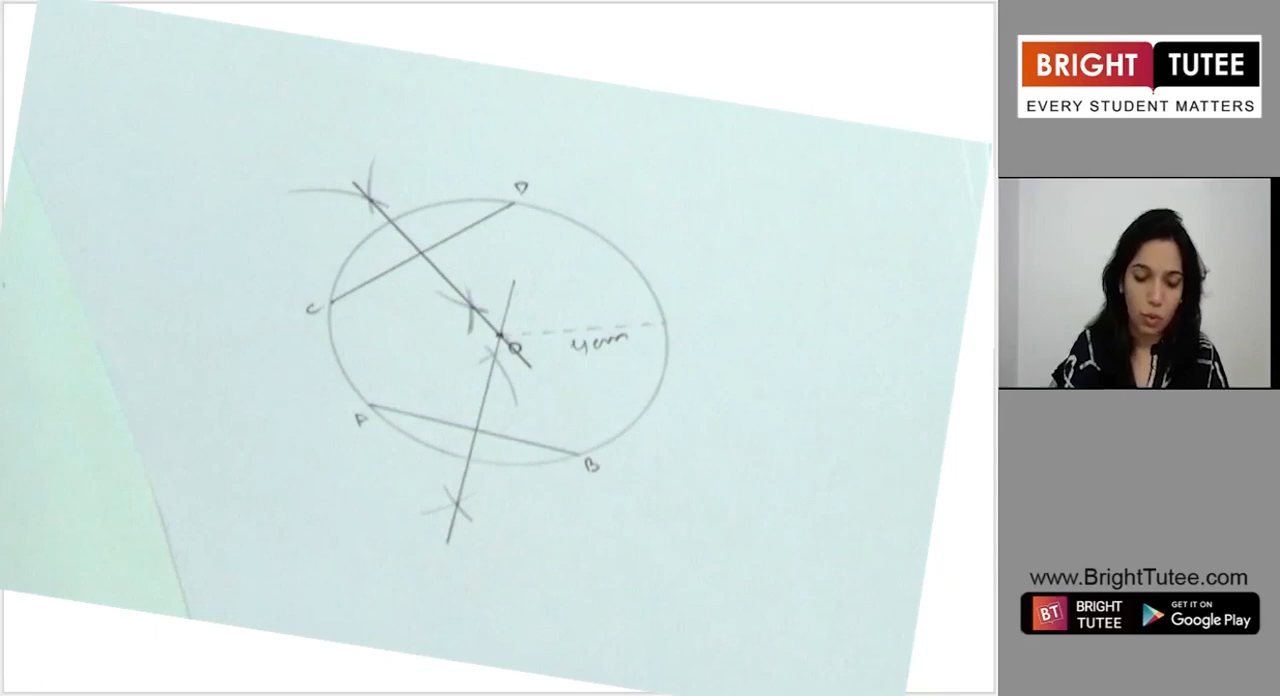 BRIGHT TUTEE
EVERY STUDENT MATTERS
D
C
O
4cm
A
B
www.BrightTutee.com
BT BRIGHT TUTEE
GET IT ON
Google Play